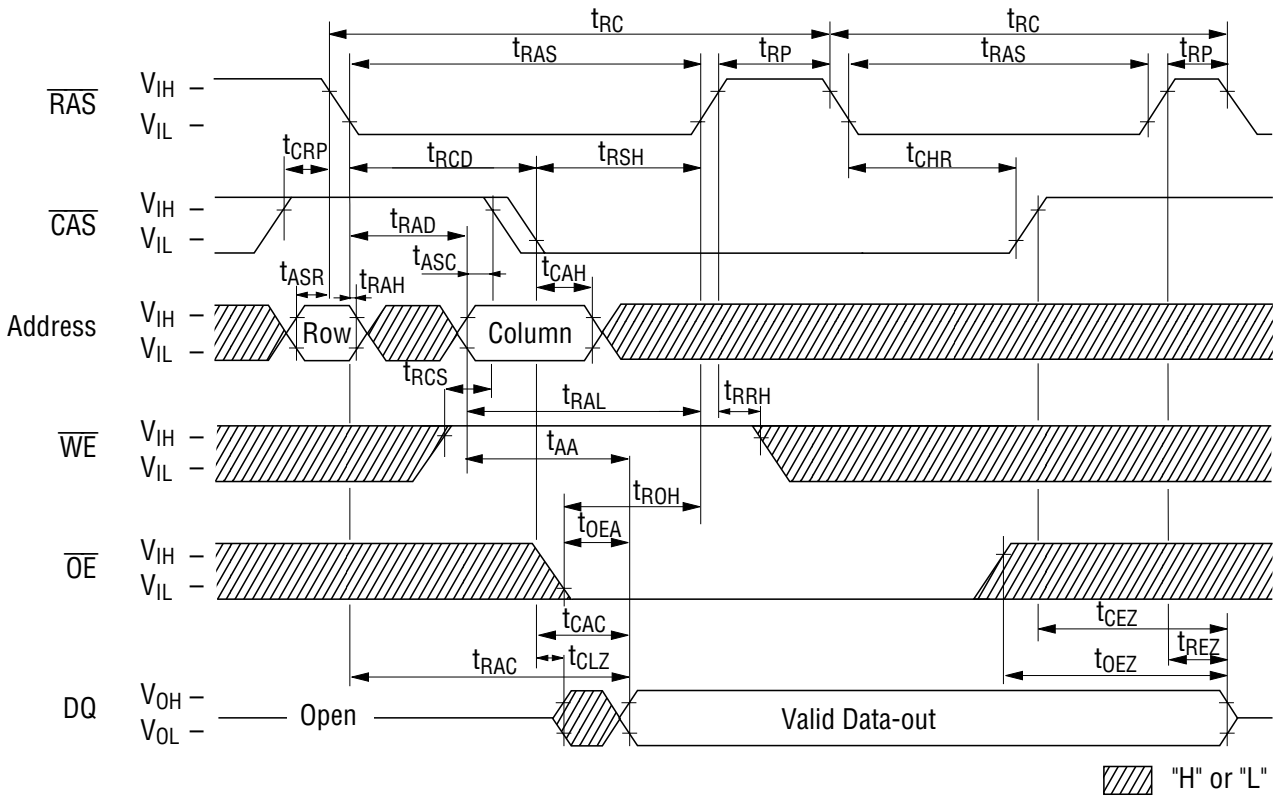 tRC tRC
tRAS tRP tRAS tRP
RAS VIH –
VIL –
tCRP tRCD tRSH tCHR
CAS VIH –
VIL –
tRAD
tASC tCAH
tASR tRAH
Address VIH –
VIL –
Row Column
tRCS tRAL tRRH
WE VIH –
VIL –
tAA
tROH
tOEA
OE VIH –
VIL –
tCAC tCEZ
tRAC tCLZ tOEZ tREZ
DQ VOH –
VOL –
Open Valid Data-out
"H" or "L"